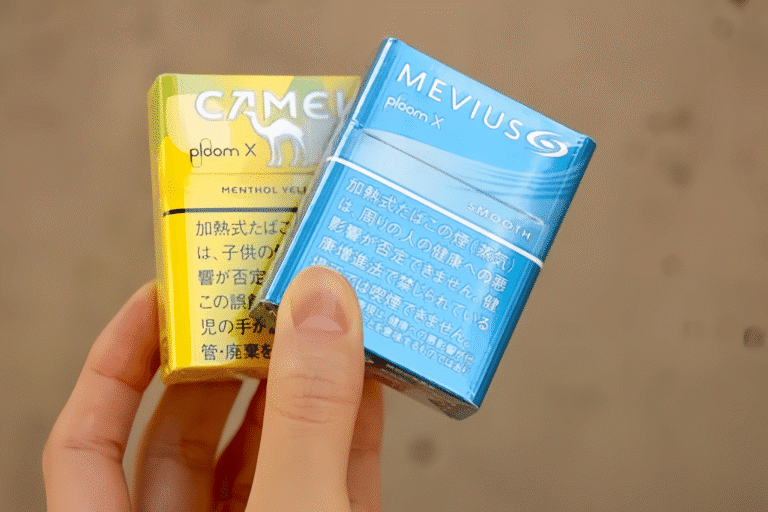 CAMEL
ploom X
MENTHOL YELL
加熱式たばこ
は、子供の
響が否定
この誤
児の手が
管・廃棄を
MEVIUS
ploom X
SMOOTH
加熱式たばこの煙(蒸気)
は、周りの人の健康への悪
影響が否定できません。健
康増進法で禁じられている
場所では喫煙できません。